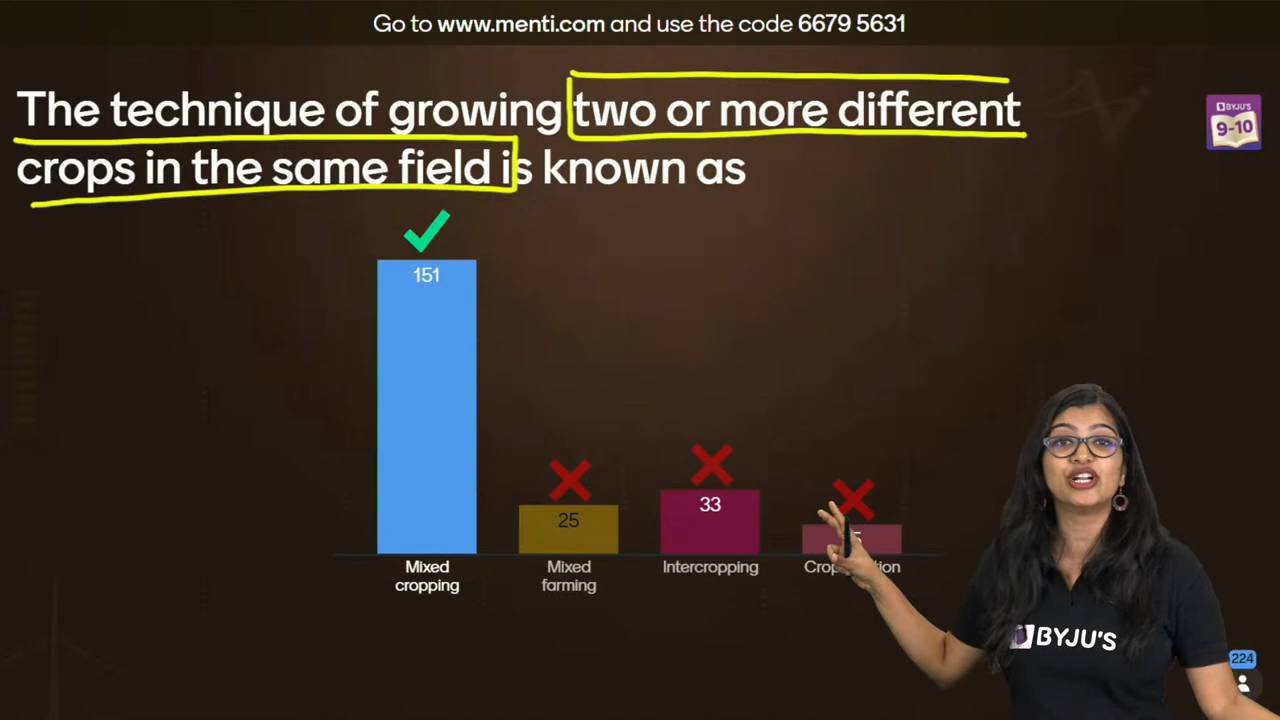 Go to www.menti.com and use the code 6679 5631
The technique of growing two or more different
crops in the same field is known as
BYJU'S
9-10
151
25
33
Mixed
cropping
Mixed
farming
Intercropping
BYJU'S
224